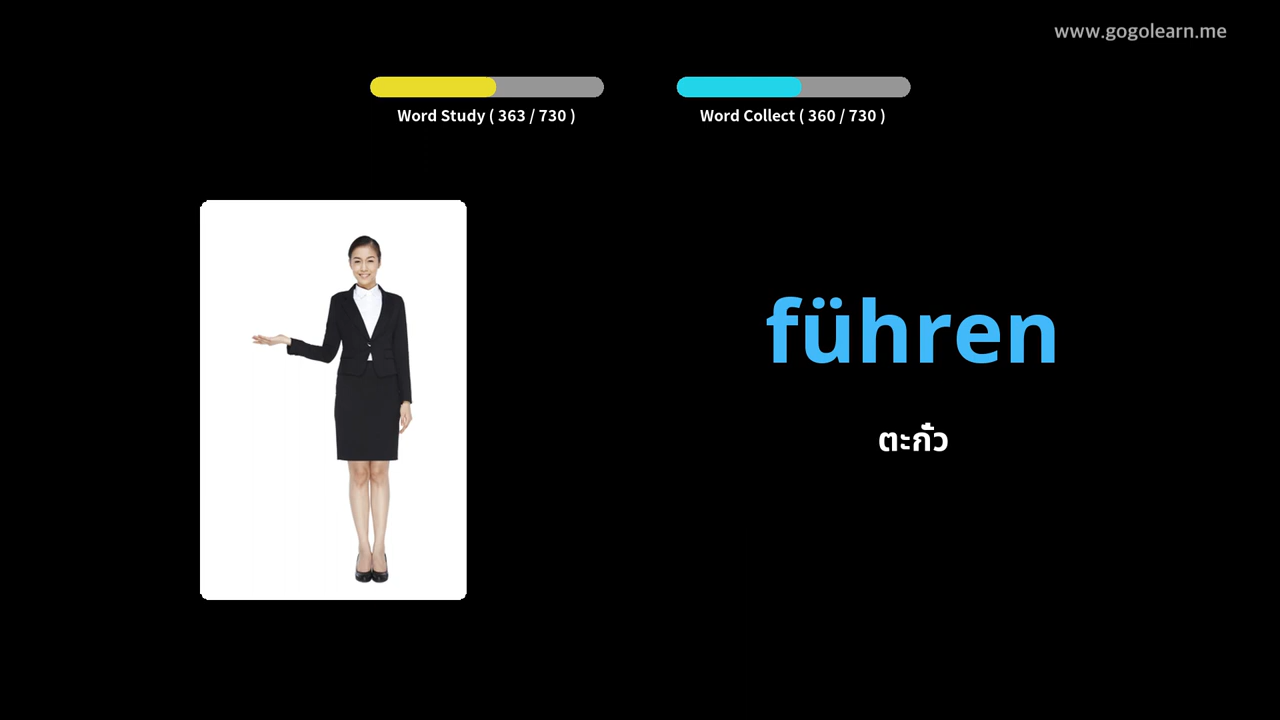 www.gogolearn.me
Word Study ( 363 / 730 )
Word Collect ( 360 / 730 )
führen
ตะกั่ว